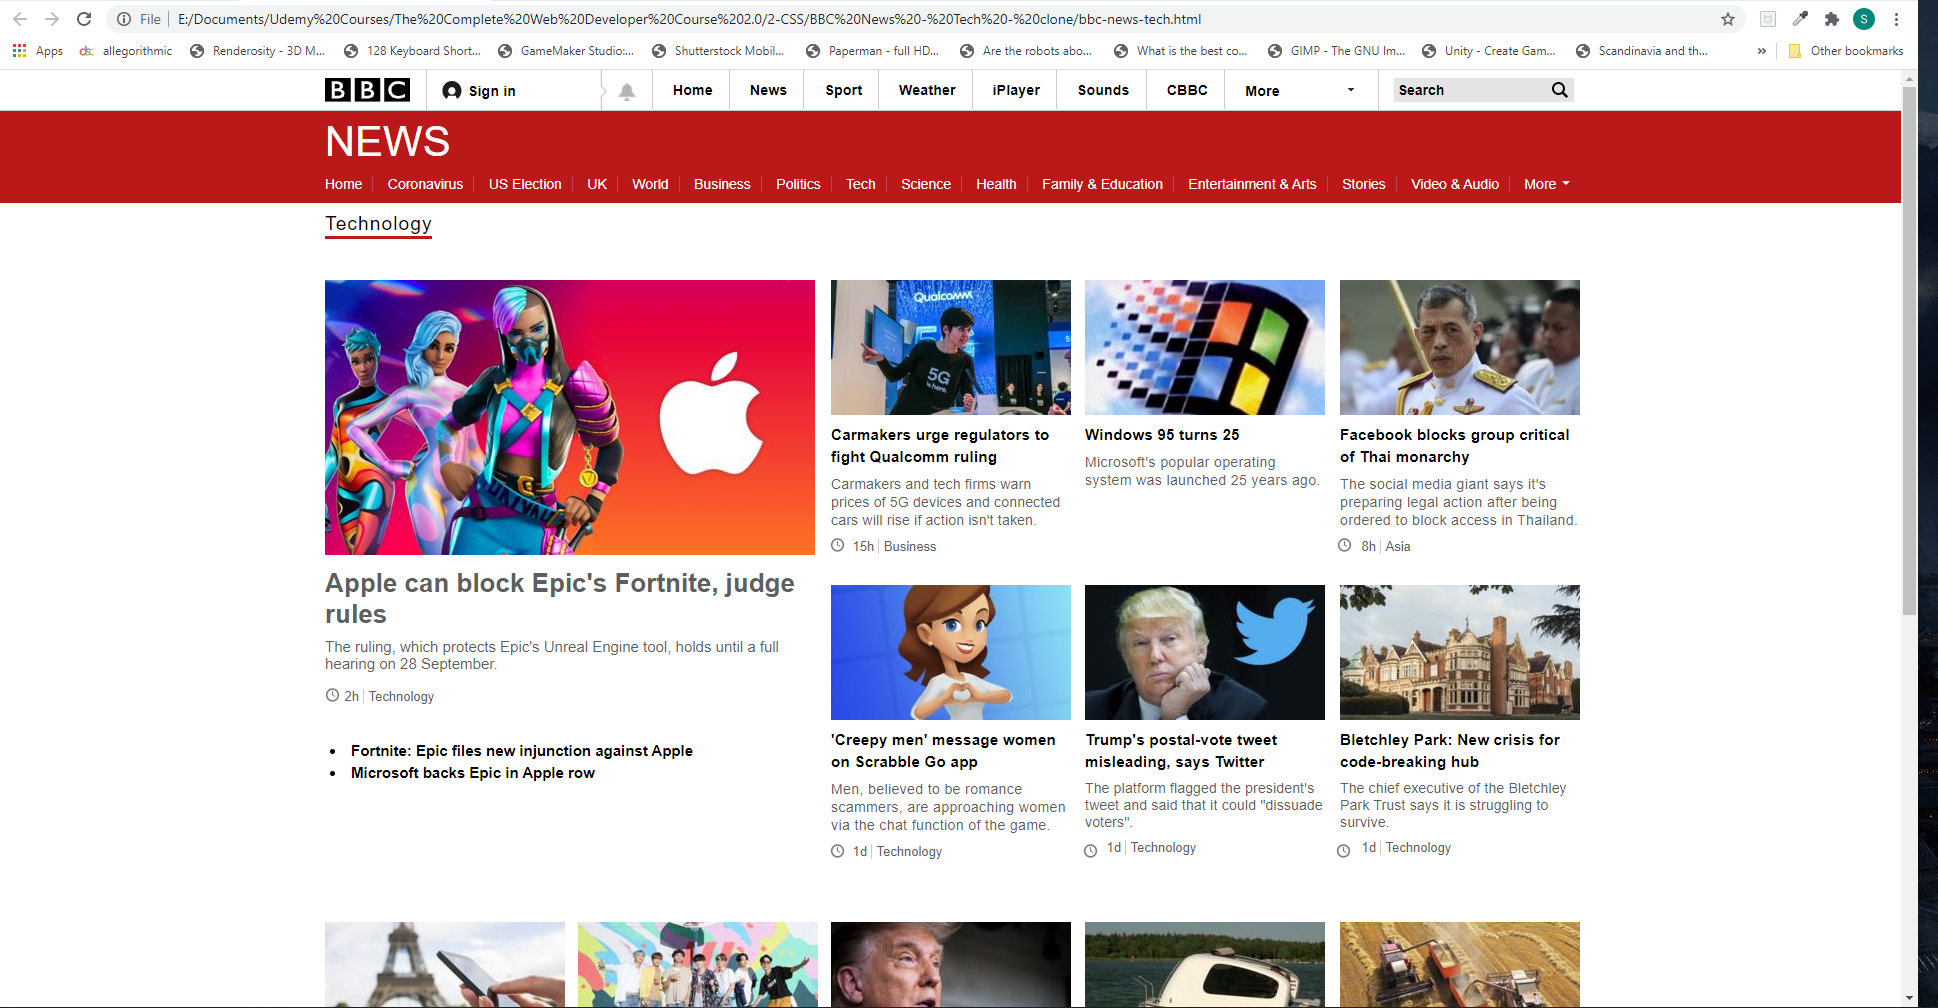 File
E:/Documents/Udemy%20Courses/The%20Complete%20Web%20Developer%20Course%202.0/2-CSS/BBC%20News%20-%20Tech%20-%20clone/bbc-news-tech.html
S
Apps
dsc allegorithmic
Renderosity - 3D M...
128 Keyboard Short...
GameMaker Studio:...
Shutterstock Mobil...
Paperman - full HD...
Are the robots abo...
What is the best co...
GIMP - The GNU Im...
Unity - Create Gam...
Scandinavia and th...
»
Other bookmarks
BBC
Sign in
Home
News
Sport
Weather
iPlayer
Sounds
CBBC
More
Search
NEWS
Home
Coronavirus
US Election
UK
World
Business
Politics
Tech
Science
Health
Family & Education
Entertainment & Arts
Stories
Video & Audio
More
Technology
Apple can block Epic's Fortnite, judge
rules
The ruling, which protects Epic's Unreal Engine tool, holds until a full
hearing on 28 September.
2h | Technology
Fortnite: Epic files new injunction against Apple
Microsoft backs Epic in Apple row
Qualcomm
5G
is here.
Carmakers urge regulators to
fight Qualcomm ruling
Carmakers and tech firms warn
prices of 5G devices and connected
cars will rise if action isn't taken.
15h | Business
Windows 95 turns 25
Microsoft's popular operating
system was launched 25 years ago.
Facebook blocks group critical
of Thai monarchy
The social media giant says it's
preparing legal action after being
ordered to block access in Thailand.
8h | Asia
'Creepy men' message women
on Scrabble Go app
Men, believed to be romance
scammers, are approaching women
via the chat function of the game.
1d | Technology
Trump's postal-vote tweet
misleading, says Twitter
The platform flagged the president's
tweet and said that it could "dissuade
voters".
1d | Technology
Bletchley Park: New crisis for
code-breaking hub
The chief executive of the Bletchley
Park Trust says it is struggling to
survive.
1d | Technology